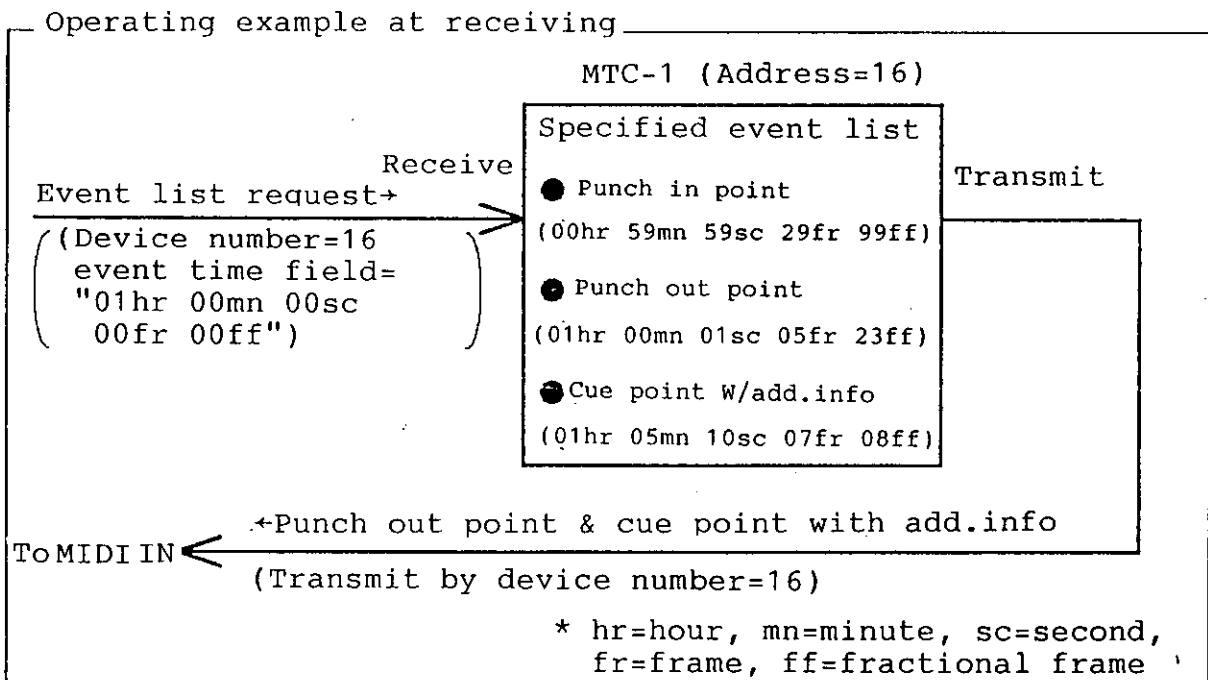 Operating example at receiving
MTC-1 (Address=16)
Specified event list
Receive
Transmit
Event list request→
● Punch in point
(00hr 59mn 59sc 29fr 99ff)
(Device number=16
event time field=
"01hr 00mn 00sc
00fr 00ff")
● Punch out point
(01hr 00mn 01sc 05fr 23ff)
● Cue point W/add.info
(01hr 05mn 10sc 07fr 08ff)
←Punch out point & cue point with add.info
To MIDI IN
(Transmit by device number=16)
* hr=hour, mn=minute, sc=second,
fr=frame, ff=fractional frame